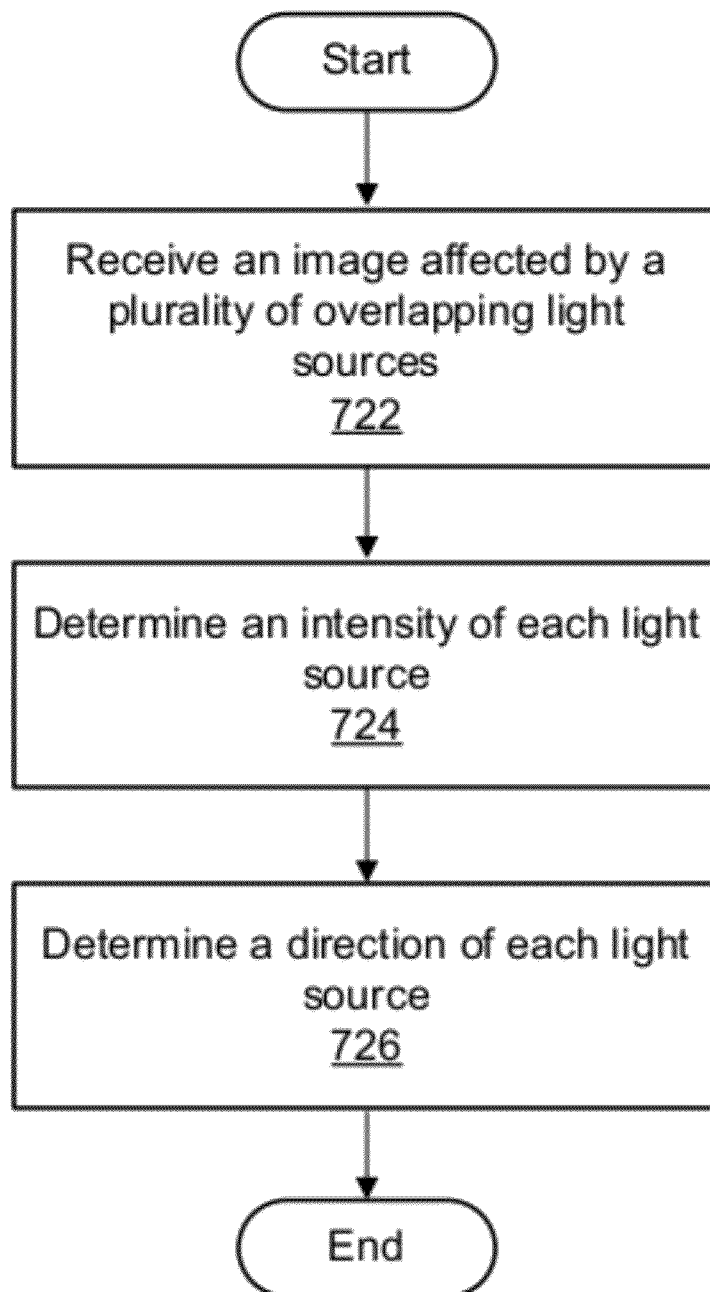 Start
Receive an image affected by a
plurality of overlapping light
sources
722
Determine an intensity of each light
source
724
Determine a direction of each light
source
726
End